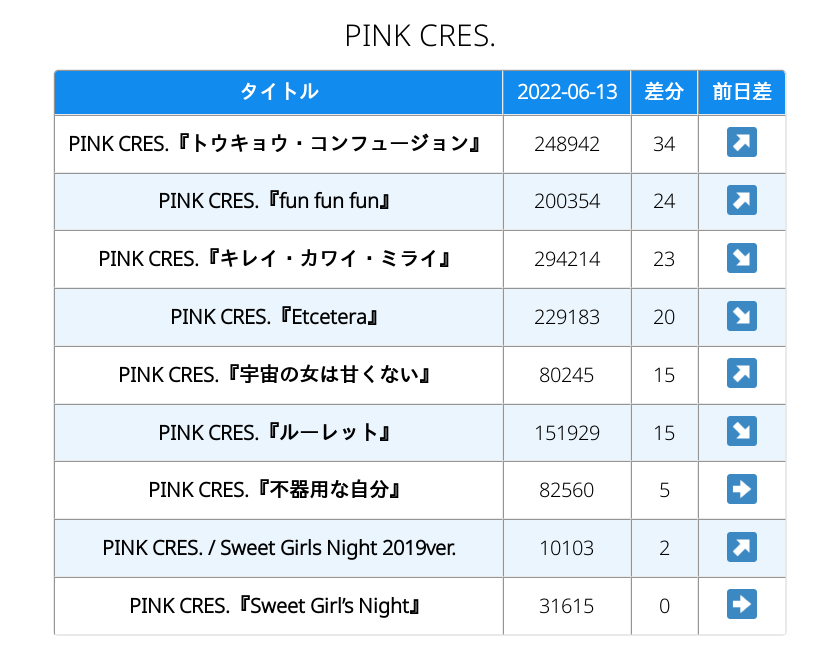 PINK CRES.
タイトル 2022-06-13 差分 前日差
PINK CRES.『トウキョウ・コンフュージョン』 248942 34 ↗
PINK CRES.『fun fun fun』 200354 24 ↗
PINK CRES.『キレイ・カワイ・ミライ』 294214 23 ↘
PINK CRES.『Etcetera』 229183 20 ↘
PINK CRES.『宇宙の女は甘くない』 80245 15 ↗
PINK CRES.『ルーレット』 151929 15 ↘
PINK CRES.『不器用な自分』 82560 5 ➡
PINK CRES. / Sweet Girls Night 2019ver. 10103 2 ↗
PINK CRES.『Sweet Girl’s Night』 31615 0 ➡